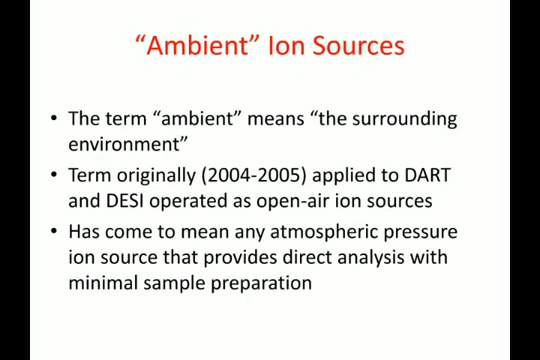 “Ambient” Ion Sources
• The term “ambient” means “the surrounding
environment”
• Term originally (2004-2005) applied to DART
and DESI operated as open-air ion sources
• Has come to mean any atmospheric pressure
ion source that provides direct analysis with
minimal sample preparation